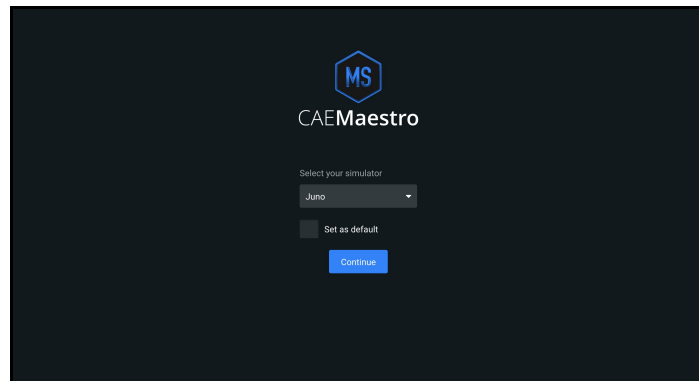 MS
CAEMaestro
Select your simulator
Juno
Set as default
Continue